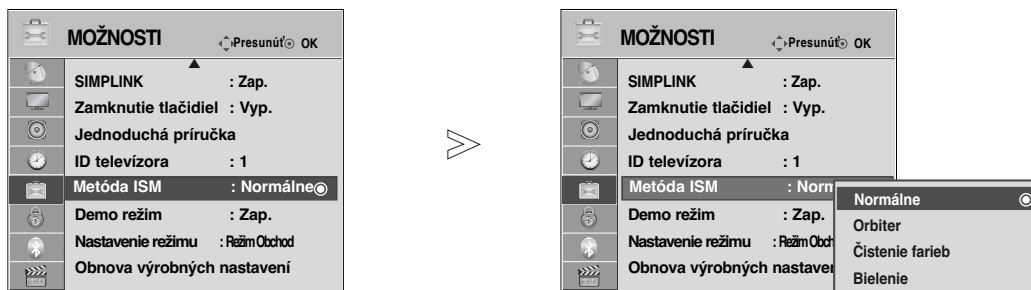 MOŽNOSTI
Presunúť OK
SIMPLINK : Zap.
Zamknutie tlačidiel : Vyp.
Jednoduchá príručka
ID televízora : 1
Metóda ISM : Normálne
Demo režim : Zap.
Nastavenie režimu : Režim Obchod
Obnova výrobných nastavení
MOŽNOSTI
Presunúť OK
SIMPLINK : Zap.
Zamknutie tlačidiel : Vyp.
Jednoduchá príručka
ID televízora : 1
Metóda ISM : Norm
Demo režim : Zap.
Nastavenie režimu : Režim Obch
Obnova výrobných nastaven
Normálne
Orbiter
Čistenie farieb
Bielenie